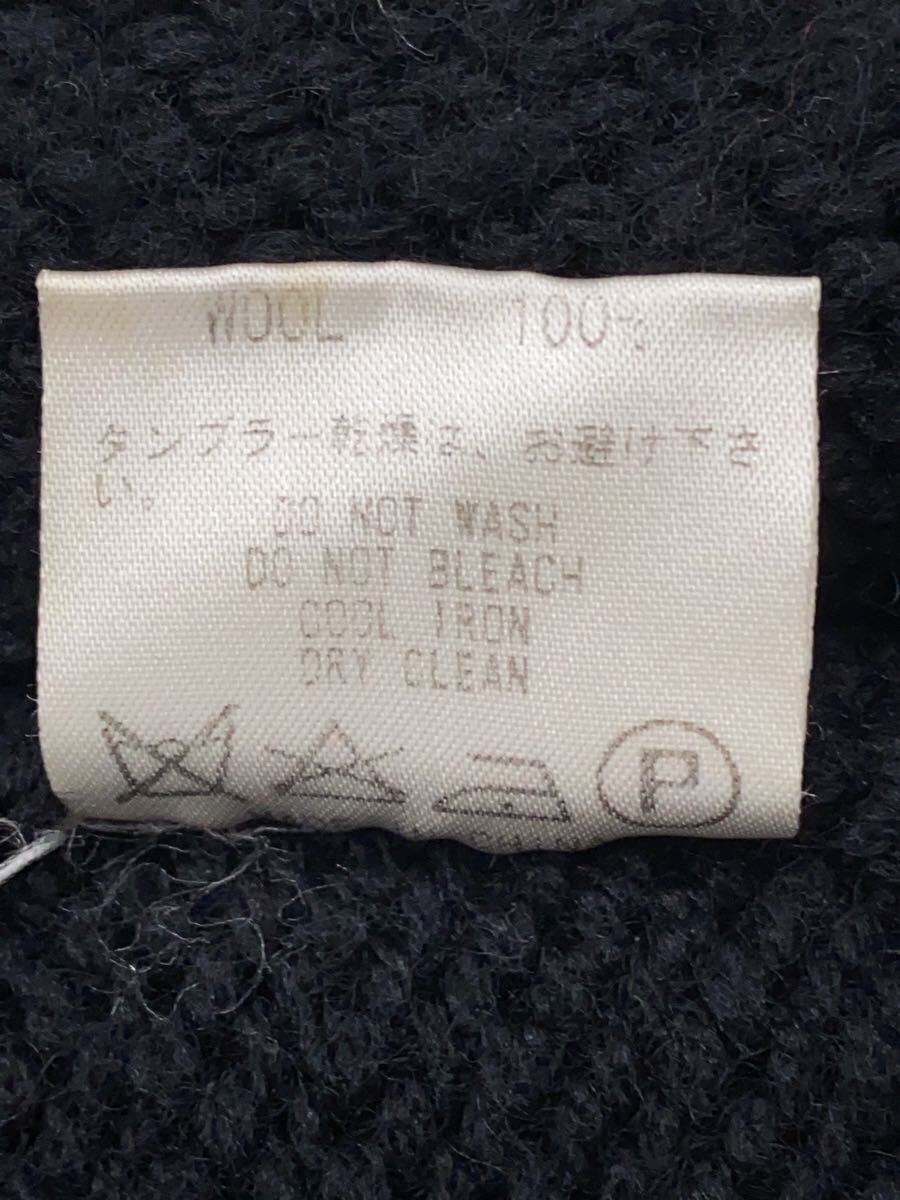 WOOL 100%
タンブラー乾燥は、お避け下さ
い。
DO NOT WASH
DO NOT BLEACH
COOL IRON
DRY CLEAN
P